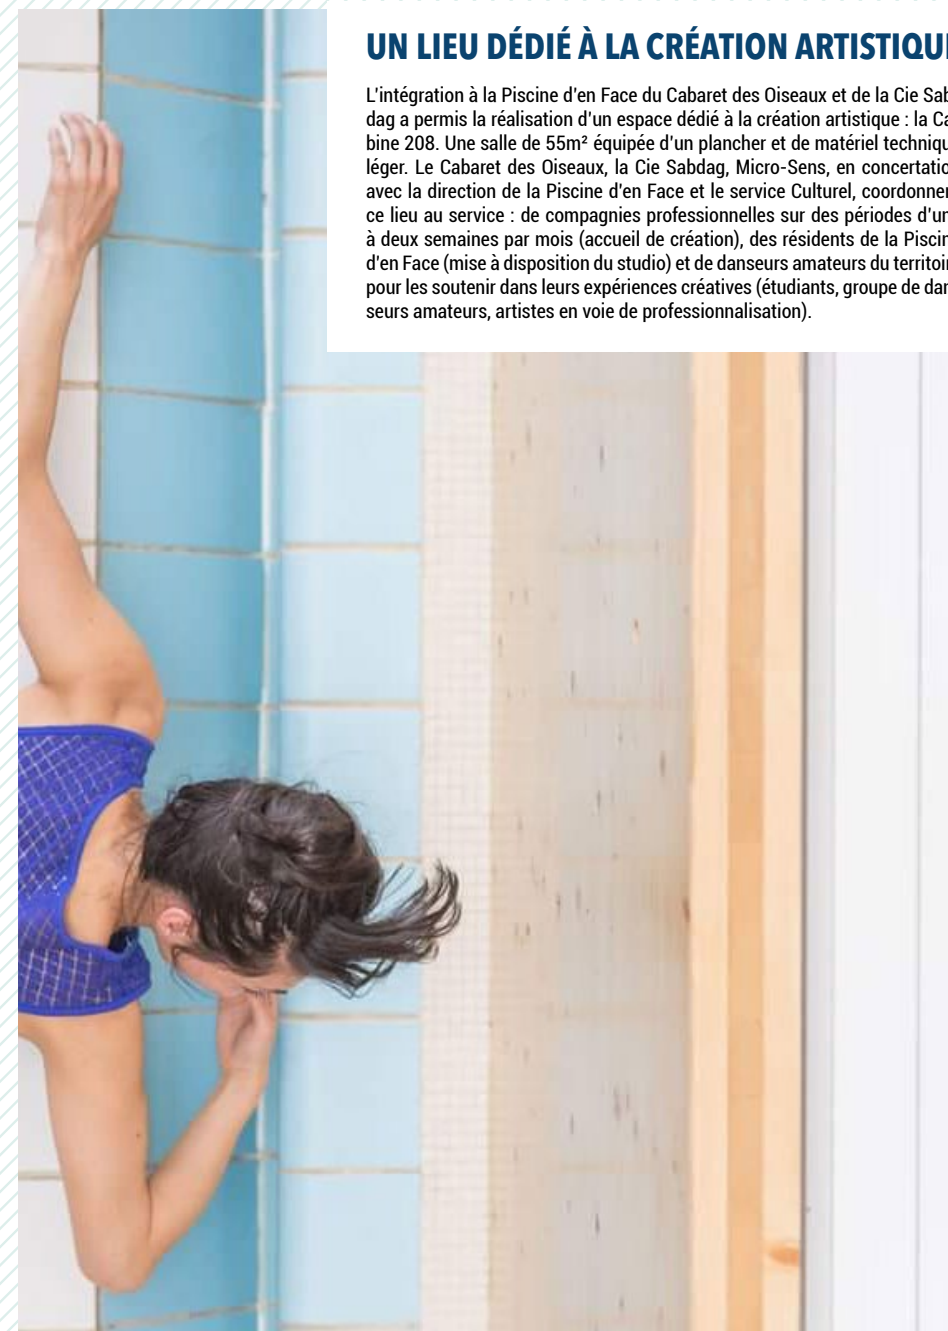 UN LIEU DÉDIÉ À LA CRÉATION ARTISTIQUE
L'intégration à la Piscine d'en Face du Cabaret des Oiseaux et de la Cie Sab
dag a permis la réalisation d'un espace dédié à la création artistique : la Ca
bine 208. Une salle de 55m² équipée d'un plancher et de matériel techniqu
léger. Le Cabaret des Oiseaux, la Cie Sabdag, Micro-Sens, en concertatio
avec la direction de la Piscine d'en Face et le service Culturel, coordonnen
ce lieu au service : de compagnies professionnelles sur des périodes d'un
à deux semaines par mois (accueil de création), des résidents de la Piscin
d'en Face (mise à disposition du studio) et de danseurs amateurs du territoir
pour les soutenir dans leurs expériences créatives (étudiants, groupe de dan
seurs amateurs, artistes en voie de professionnalisation).